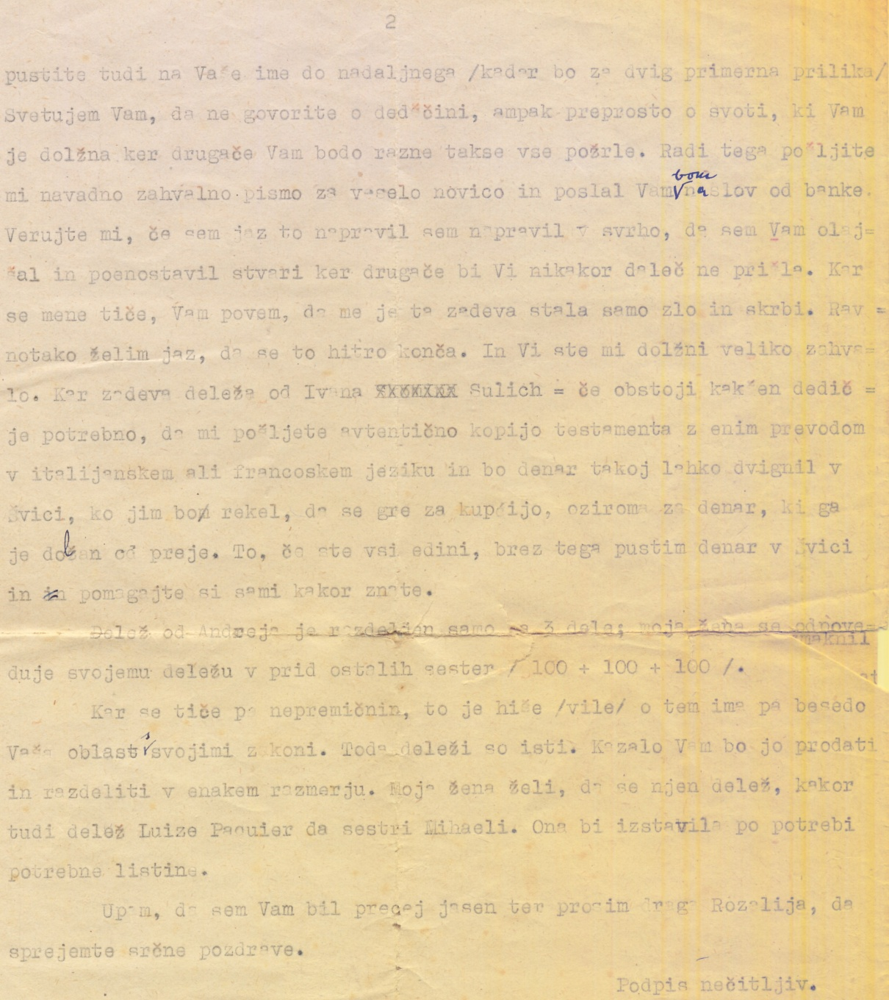 2
pustite tudi na Vaše ime do nadaljnega /kadar bo za dvig primerna prilika/
Svetujem Vam, da ne govorite o dedščini, ampak preprosto o svoti, ki Vam
je dolžna ker drugače Vam bodo razne takse vse požrle. Radi tega pošljite
bom
mi navadno zahvalno pismo za veselo novico in poslal Vam naslov od banke.
Verujte mi, če sem jaz to napravil sem napravil v svrho, da sem Vam olaj=
šal in poenostavil stvari ker drugače bi Vi nikakor daleč ne prišla. Kar
se mene tiče, Vam povem, da me je ta zadeva stala samo zlo in skrbi. Rav =
notako želim jaz, da se to hitro konča. In Vi ste mi dolžni veliko zahva=
lo. Kar zadeva deleža od Ivana Sulich = če obstoji kakšen dedič =
je potrebno, da mi pošljete avtentično kopijo testamenta z enim prevodom
v italijanskem ali francoskem jeziku in bo denar takoj lahko dvignil v
Švici, ko jim bom rekel, da se gre za kupčijo, oziroma za denar, ki ga
je dolžan od preje. To, če ste vsi edini, brez tega pustim denar v Švici
in in pomagajte si sami kakor znate.
Delež od Andreja je razdeljen samo na 3 dele; moja žena se odpove=
maknil
duje svojemu deležu v prid ostalih sester / 100 + 100 + 100 /.
at
Kar se tiče pa nepremičnin, to je hiše /vile/ o tem ima pa besedo
Vaša oblast s svojimi zakoni. Toda deleži so isti. Kazalo Vam bo jo prodati
in razdeliti v enakem razmerju. Moja žena želi, da se njen delež, kakor
tudi delež Luize Paquier da sestri Mihaeli. Ona bi izstavila po potrebi
potrebne listine.
Upam, da sem Vam bil precej jasen ter prosim draga Rozalija, da
sprejemte srčne pozdrave.
Podpis nečitljiv.